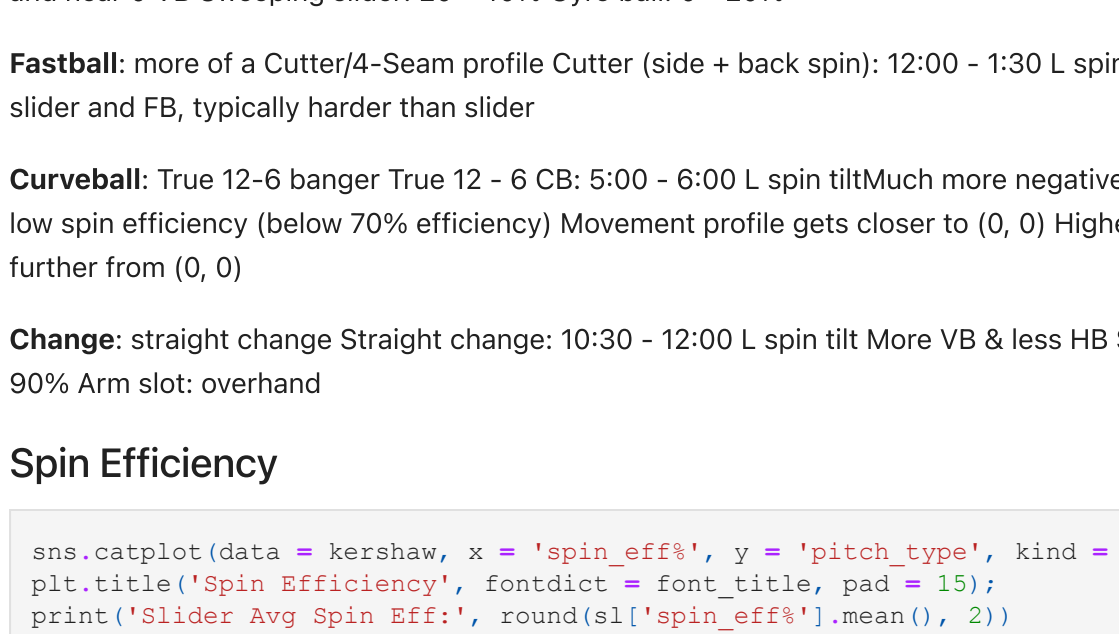 Fastball: more of a Cutter/4-Seam profile Cutter (side + back spin): 12:00 - 1:30 L
slider and FB, typically harder than slider
Curveball: True 12-6 banger True 12 - 6 CB: 5:00 - 6:00 L spin tiltMuch more negative
low spin efficiency (below 70% efficiency) Movement profile gets closer to (0, 0)
further from (0, 0)
Change: straight change Straight change: 10:30 - 12:00 L spin tilt More VB & less HB
90% Arm slot: overhand
Spin Efficiency
sns.catplot(data = kershaw, x = 'spin_eff%', y = 'pitch_type', kind =
plt.title('Spin Efficiency', fontdict = font_title, pad = 15);
print('Slider Avg Spin Eff:', round(sl['spin_eff%'].mean(), 2))